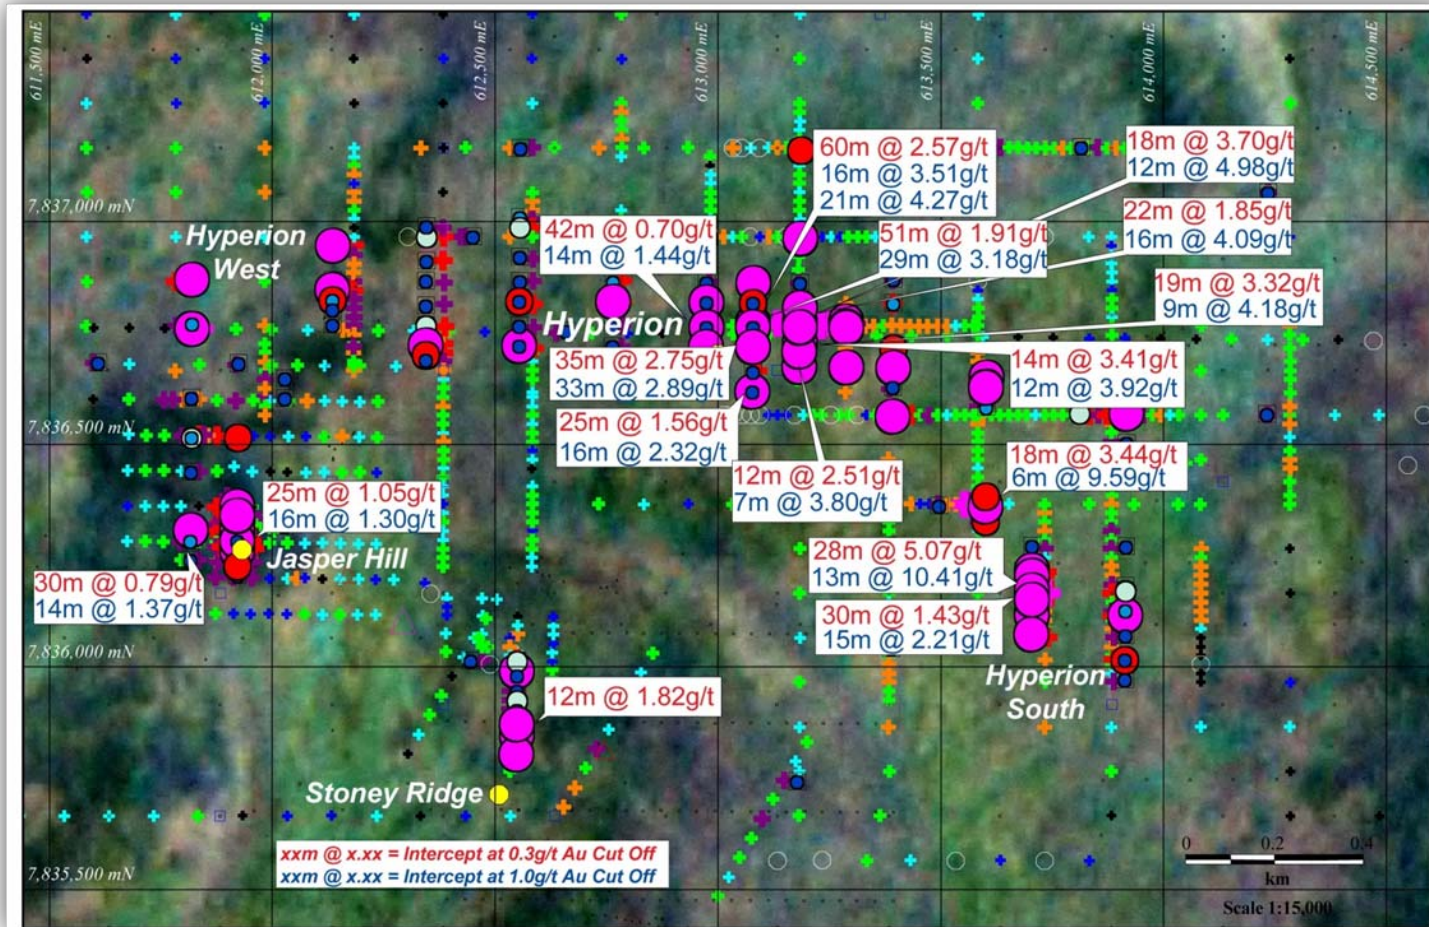 611,500 mE
612,000 mE
612,500 mE
613,000 mE
613,500 mE
614,000 mE
614,500 mE
7,837,000 mN
Hyperion
West
60m @ 2.57g/t
16m @ 3.51g/t
21m @ 4.27g/t
18m @ 3.70g/t
12m @ 4.98g/t
42m @ 0.70g/t
14m @ 1.44g/t
51m @ 1.91g/t
29m @ 3.18g/t
22m @ 1.85g/t
16m @ 4.09g/t
19m @ 3.32g/t
9m @ 4.18g/t
Hyperion
35m @ 2.75g/t
33m @ 2.89g/t
14m @ 3.41g/t
12m @ 3.92g/t
25m @ 1.56g/t
16m @ 2.32g/t
7,836,500 mN
12m @ 2.51g/t
7m @ 3.80g/t
18m @ 3.44g/t
6m @ 9.59g/t
25m @ 1.05g/t
16m @ 1.30g/t
Jasper Hill
30m @ 0.79g/t
14m @ 1.37g/t
28m @ 5.07g/t
13m @ 10.41g/t
30m @ 1.43g/t
15m @ 2.21g/t
7,836,000 mN
Hyperion
South
12m @ 1.82g/t
Stoney Ridge
xxm @ x.xx = Intercept at 0.3g/t Au Cut Off
xxm @ x.xx = Intercept at 1.0g/t Au Cut Off
7,835,500 mN
0 0.2 0.4
km
Scale 1:15,000